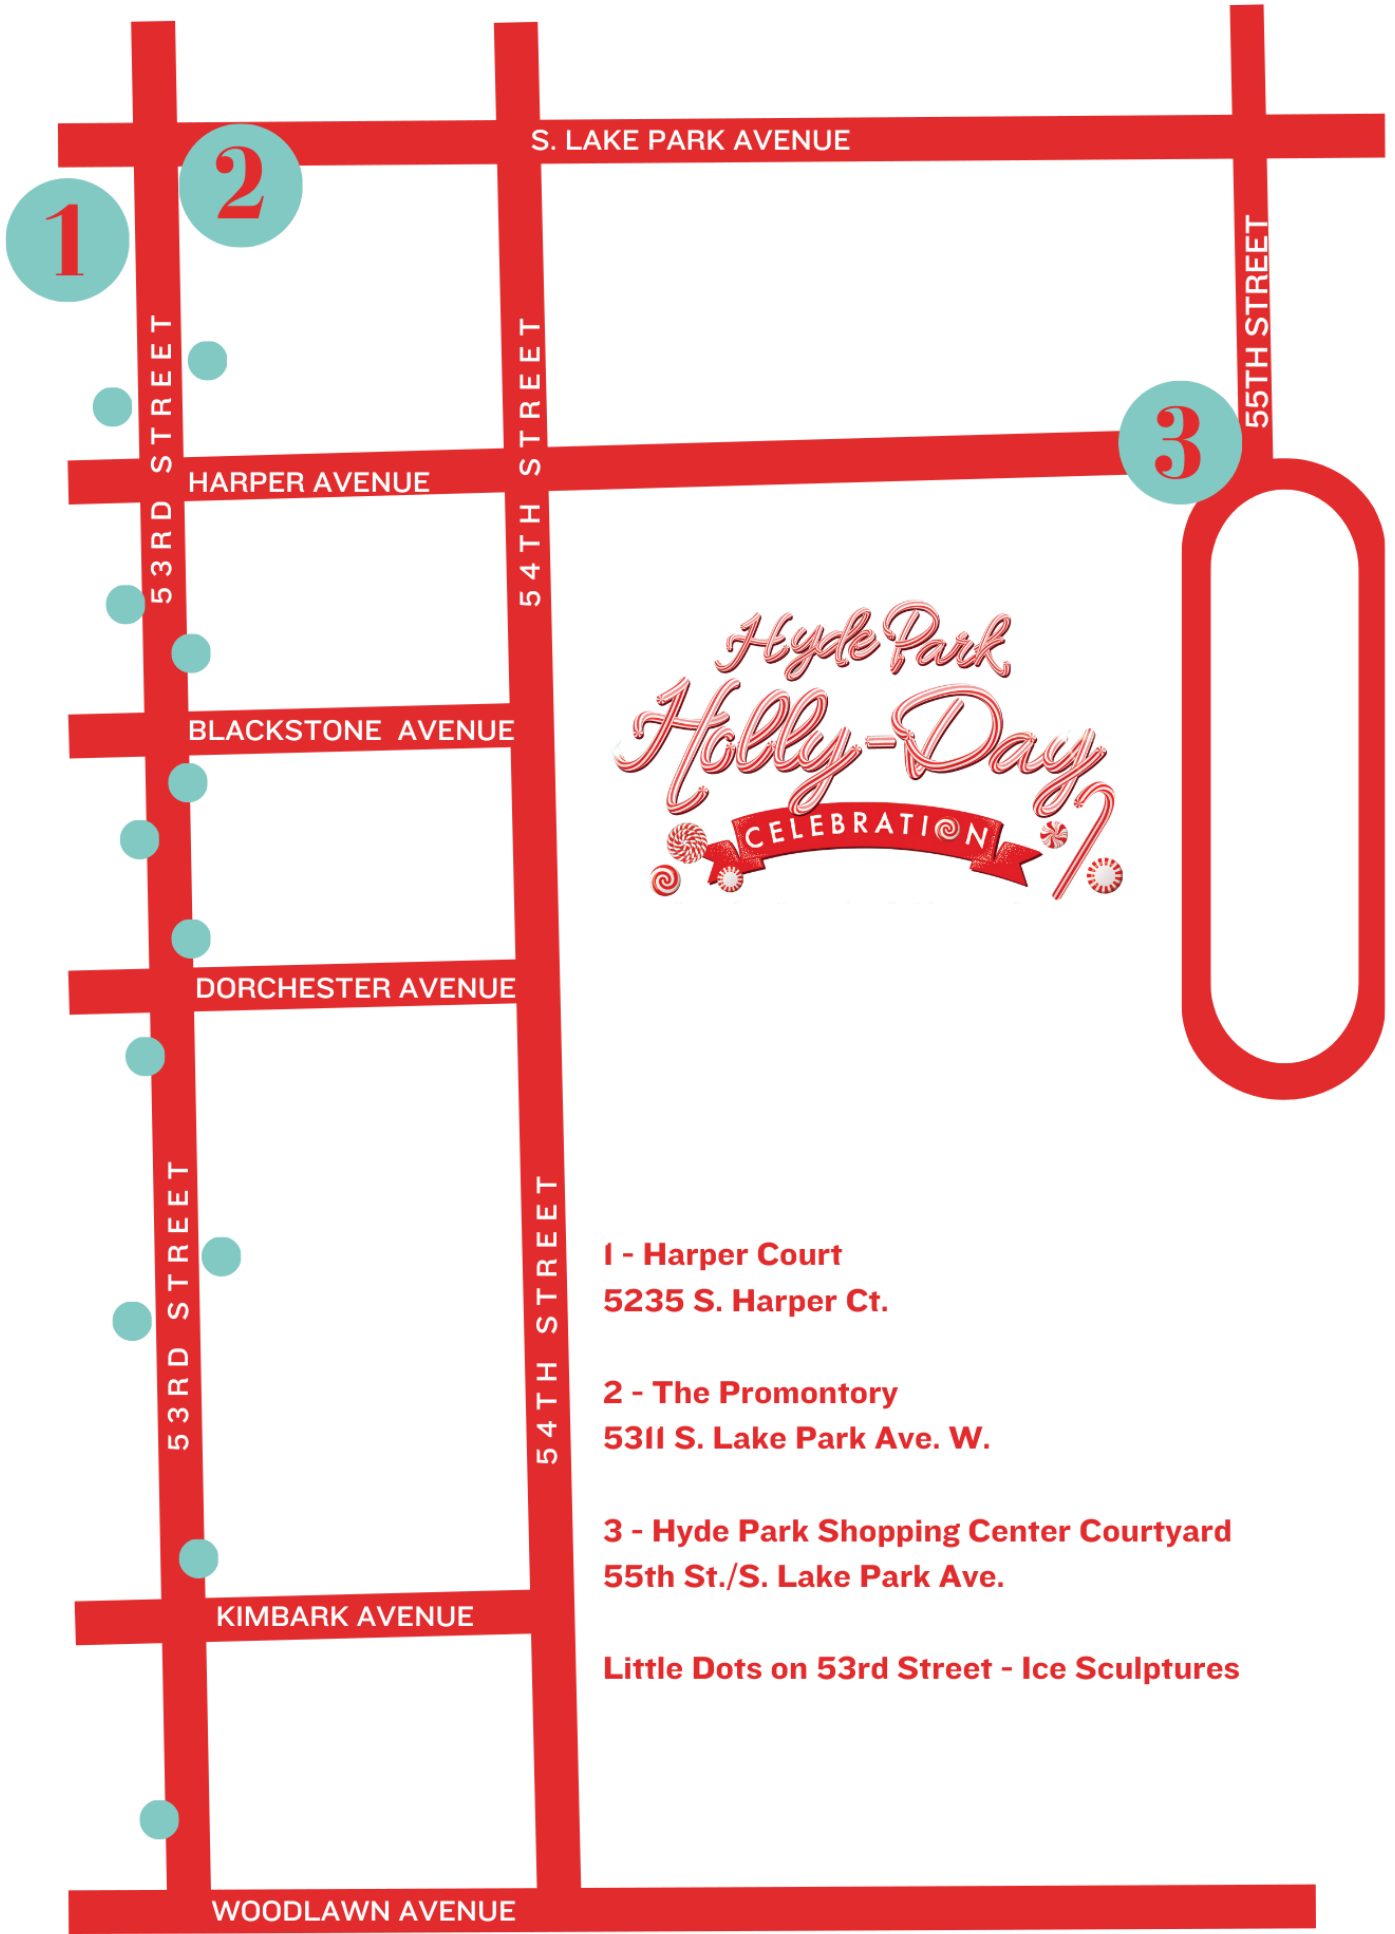 S. LAKE PARK AVENUE
1
2
53RD STREET
54TH STREET
55TH STREET
3
HARPER AVENUE
Hyde Park
Holly-Day
CELEBRATION
BLACKSTONE AVENUE
DORCHESTER AVENUE
53RD STREET
54TH STREET
1 - Harper Court
5235 S. Harper Ct.
2 - The Promontory
5311 S. Lake Park Ave. W.
3 - Hyde Park Shopping Center Courtyard
55th St./S. Lake Park Ave.
Little Dots on 53rd Street - Ice Sculptures
KIMBARK AVENUE
WOODLAWN AVENUE